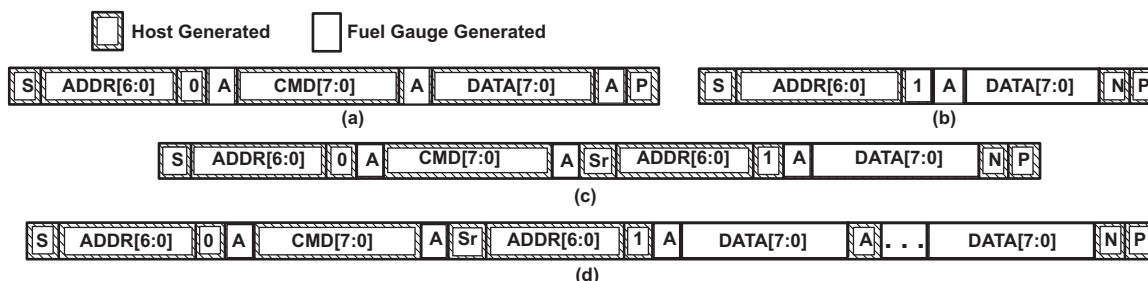 Host Generated Fuel Gauge Generated
S ADDR[6:0] 0 A CMD[7:0] A DATA[7:0] A P S ADDR[6:0] 1 A DATA[7:0] N P
(a) (b)
S ADDR[6:0] 0 A CMD[7:0] A Sr ADDR[6:0] 1 A DATA[7:0] N P
(c)
S ADDR[6:0] 0 A CMD[7:0] A Sr ADDR[6:0] 1 A DATA[7:0] A . . . DATA[7:0] N P
(d)